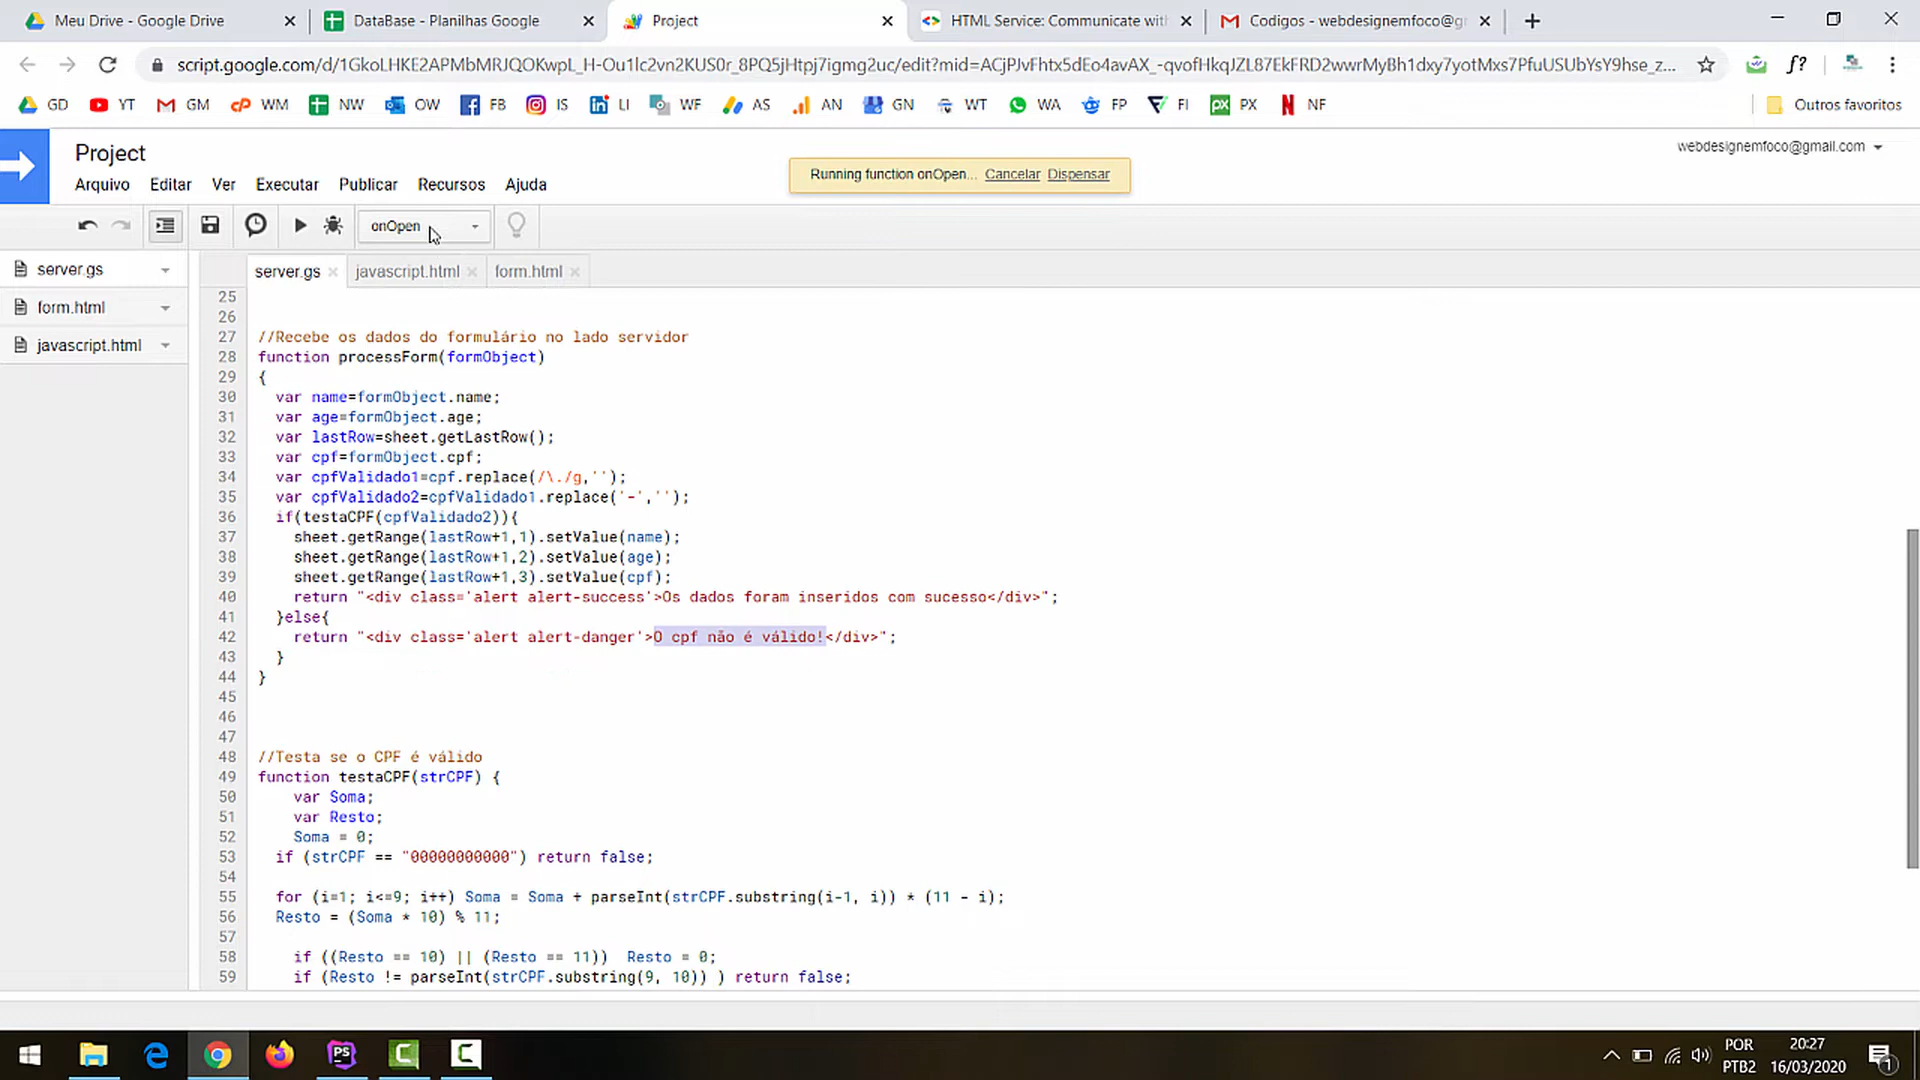 Meu Drive - Google Drive
DataBase - Planilhas Google
Project
HTML Service: Communicate wit
Codigos - webdesignemfoco@g
script.google.com/d/1GkoLHKE2APMbMRJQOKwpL_H-Ou1lc2vn2KUS0r_8PQ5jHtpj7igmg2uc/edit?mid=ACjPJvFhtx5dEo4avAX_-qvofHkqJZL87EkFRD2wwrMyBh1dxy7yotMxs7PfuUSUbYsY9hse_z...
f?
GD YT GM WM NW OW FB IS LI WF AS AN GN WT WA FP FI PX NF Outros favoritos
Project
webdesignemfoco@gmail.com
Running function onOpen... Cancelar Dispensar
Arquivo Editar Ver Executar Publicar Recursos Ajuda
onOpen
server.gs
form.html
javascript.html
server.gs javascript.html form.html
25
26
27 //Recebe os dados do formulário no lado servidor
28 function processForm(formObject)
29 {
30 var name=formObject.name;
31 var age=formObject.age;
32 var lastRow=sheet.getLastRow();
33 var cpf=formObject.cpf;
34 var cpfValidado1=cpf.replace(/\./g,'');
35 var cpfValidado2=cpfValidado1.replace('-','');
36 if(testaCPF(cpfValidado2)){
37 sheet.getRange(lastRow+1,1).setValue(name);
38 sheet.getRange(lastRow+1,2).setValue(age);
39 sheet.getRange(lastRow+1,3).setValue(cpf);
40 return "<div class='alert alert-success'>Os dados foram inseridos com sucesso</div>";
41 }else{
42 return "<div class='alert alert-danger'>O cpf não é válido!</div>";
43 }
44 }
45
46
47
48 //Testa se o CPF é válido
49 function testaCPF(strCPF) {
50 var Soma;
51 var Resto;
52 Soma = 0;
53 if (strCPF == "00000000000") return false;
54
55 for (i=1; i<=9; i++) Soma = Soma + parseInt(strCPF.substring(i-1, i)) * (11 - i);
56 Resto = (Soma * 10) % 11;
57
58 if ((Resto == 10) || (Resto == 11)) Resto = 0;
59 if (Resto != parseInt(strCPF.substring(9, 10)) ) return false;
POR
PTB2
20:27
16/03/2020
1